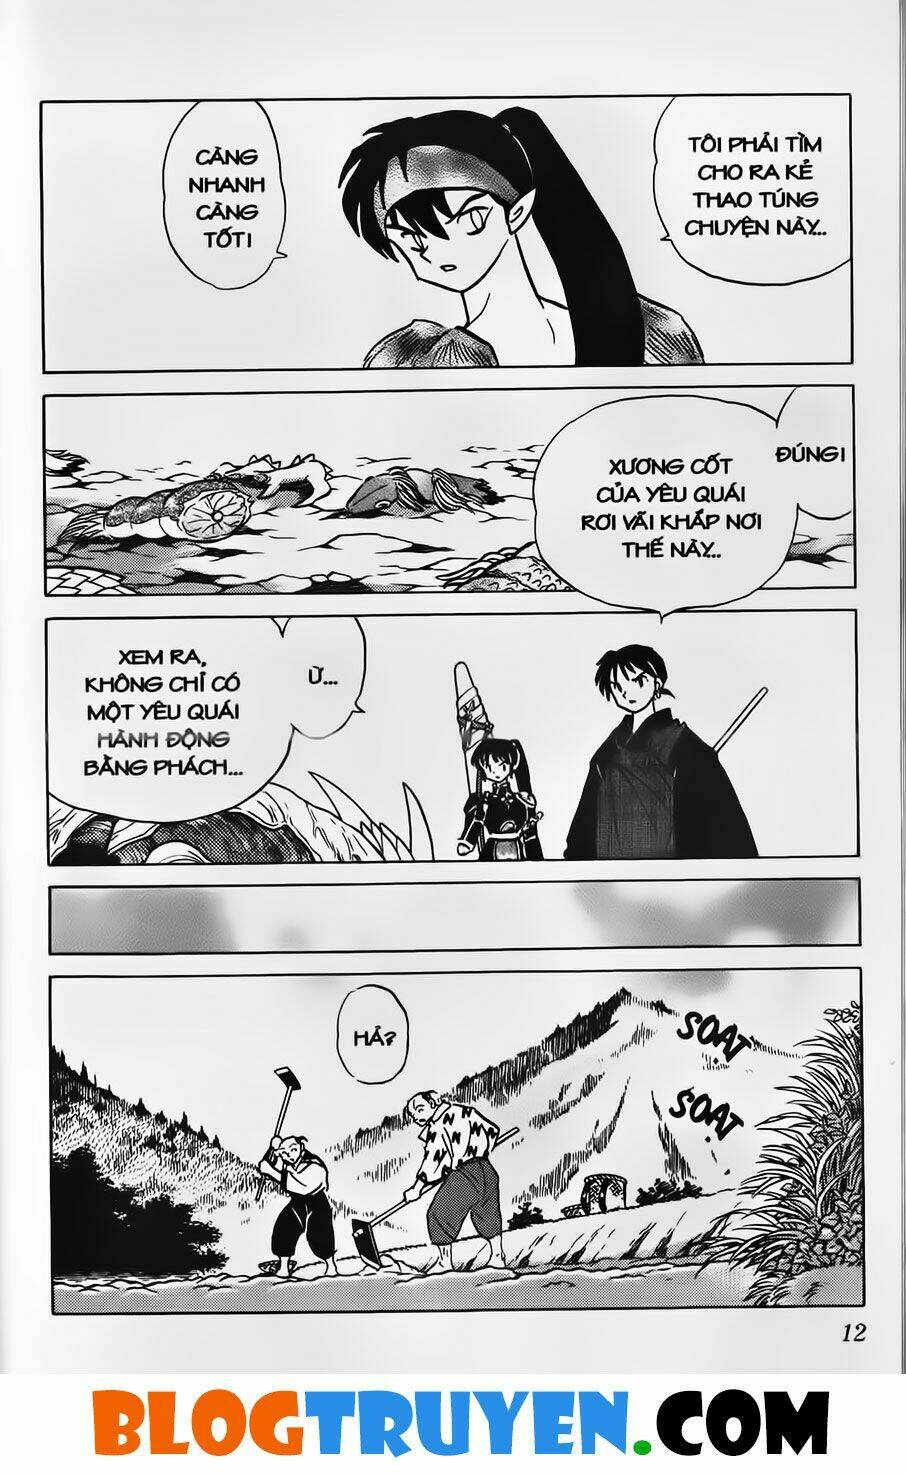 TÔI PHẢI TÌM
CHO RA KẺ
THAO TÚNG
CHUYỆN NÀY...
CÀNG
NHANH
CÀNG
TỐT!
ĐÚNG!
XƯƠNG CỐT
CỦA YÊU QUÁI
RƠI VÃI KHẮP NƠI
THẾ NÀY...
Ừ...
XEM RA,
KHÔNG CHỈ CÓ
MỘT YÊU QUÁI
HÀNH ĐỘNG
BẰNG PHÁCH...
SOẠT
HẢ?
SOẠT
12
BLOGTRUYEN.COM